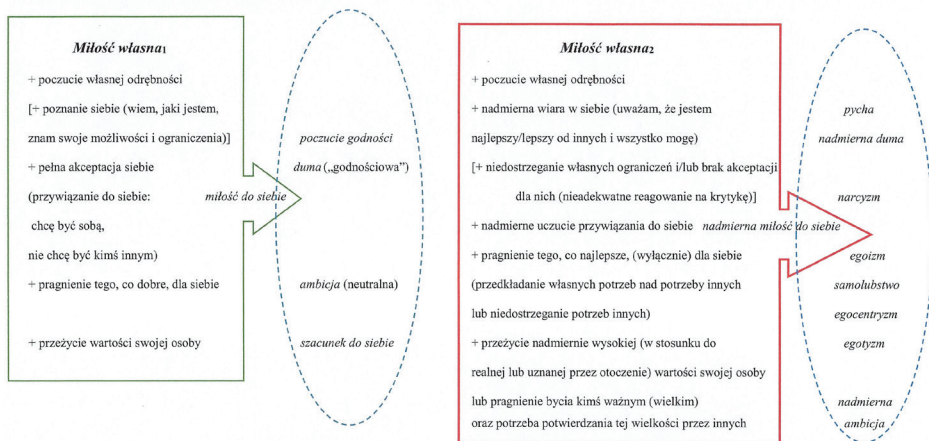 Miłość własna₁
+ poczucie własnej odrębności
[+ poznanie siebie (wiem, jaki jestem,
znam swoje możliwości i ograniczenia)]
+ pełna akceptacja siebie
(przywiązanie do siebie: miłość do siebie
chcę być sobą,
nie chcę być kimś innym)
+ pragnienie tego, co dobre, dla siebie
+ przeżycie wartości swojej osoby
poczucie godności
duma („godnościowa”)
ambicja (neutralna)
szacunek do siebie
Miłość własna₂
+ poczucie własnej odrębności
+ nadmierna wiara w siebie (uważam, że jestem
najlepszy/lepszy od innych i wszystko mogę)
[+ niedostrzeganie własnych ograniczeń i/lub brak akceptacji
dla nich (nieadekwatne reagowanie na krytykę)]
+ nadmierne uczucie przywiązania do siebie nadmierna miłość do siebie
+ pragnienie tego, co najlepsze, (wyłącznie) dla siebie
(przedkładanie własnych potrzeb nad potrzeby innych
lub niedostrzeganie potrzeb innych)
+ przeżycie nadmiernie wysokiej (w stosunku do
realnej lub uznanej przez otoczenie) wartości swojej osoby
lub pragnienie bycia kimś ważnym (wielkim)
oraz potrzeba potwierdzania tej wielkości przez innych
pycha
nadmierna duma
narcyzm
egoizm
samolubstwo
egocentryzm
egotyzm
nadmierna
ambicja